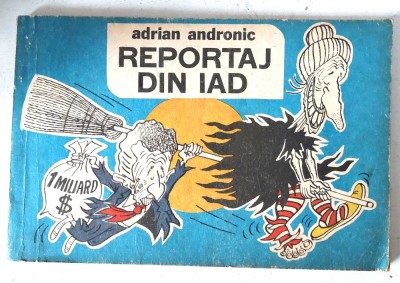 adrian andronic
REPORTAJ
DIN IAD
1 MILIARD
$